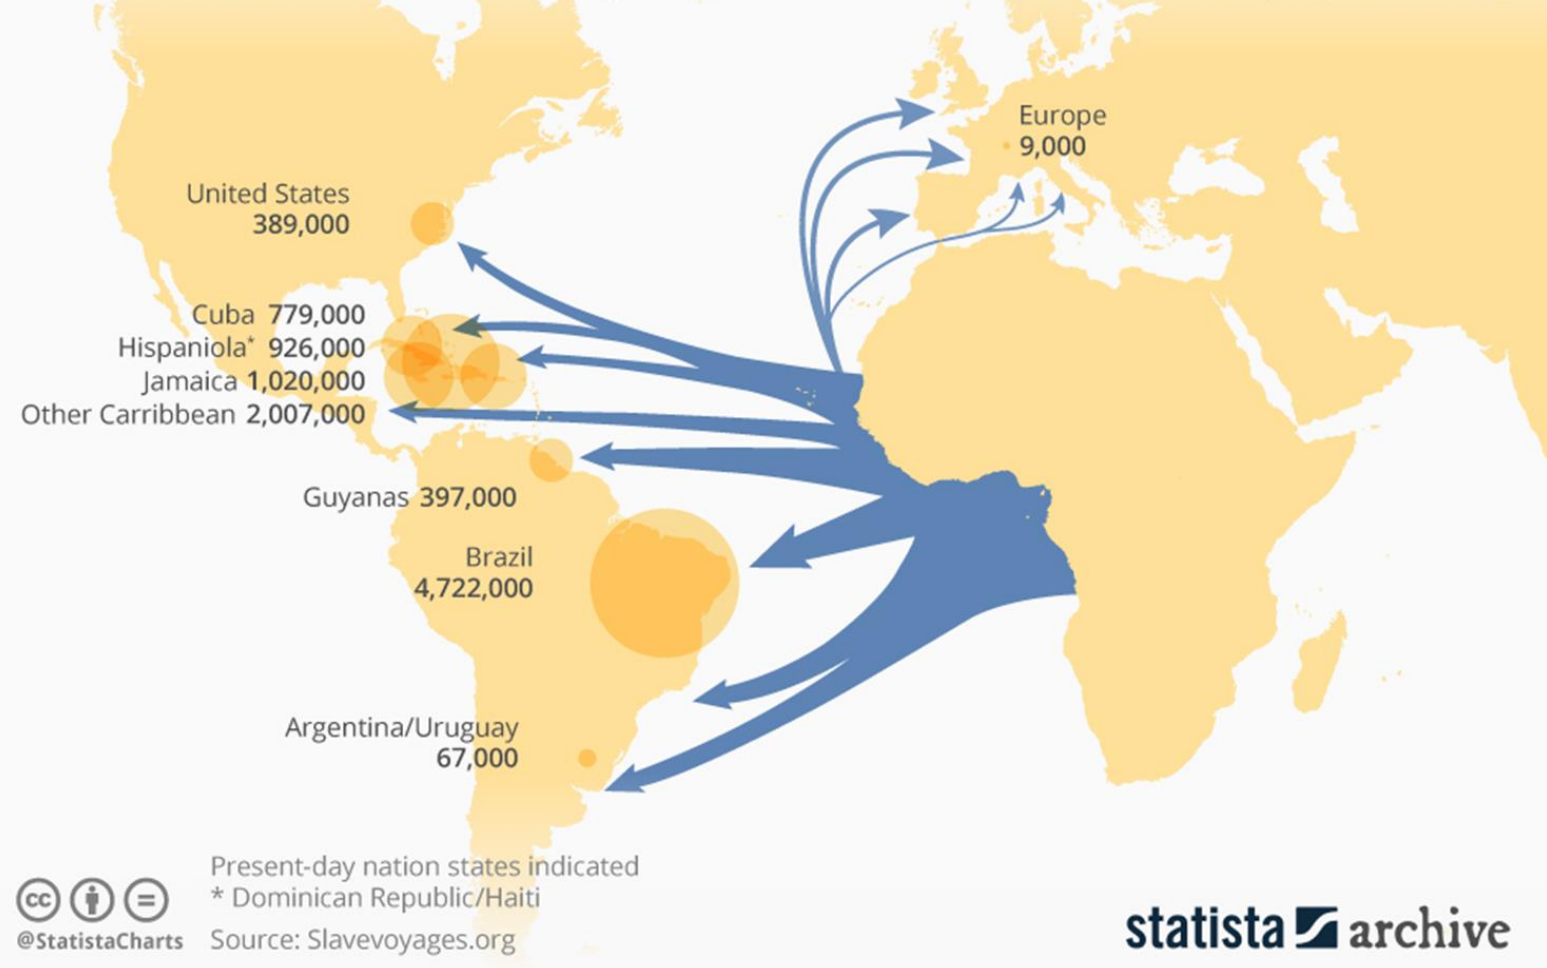 Europe
9,000
United States
389,000
Cuba 779,000
Hispaniola* 926,000
Jamaica 1,020,000
Other Carribbean 2,007,000
Guyanas 397,000
Brazil
4,722,000
Argentina/Uruguay
67,000
Present-day nation states indicated
* Dominican Republic/Haiti
cc
@StatistaCharts
Source: Slavevoyages.org
statista archive